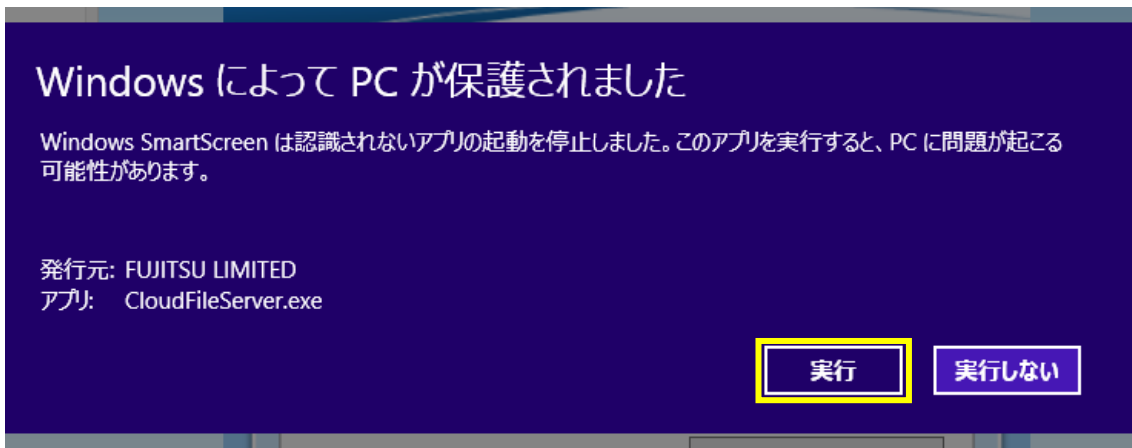 Windows によって PC が保護されました
Windows SmartScreen は認識されないアプリの起動を停止しました。このアプリを実行すると、PC に問題が起こる
可能性があります。
発行元: FUJITSU LIMITED
アプリ: CloudFileServer.exe
実行
実行しない